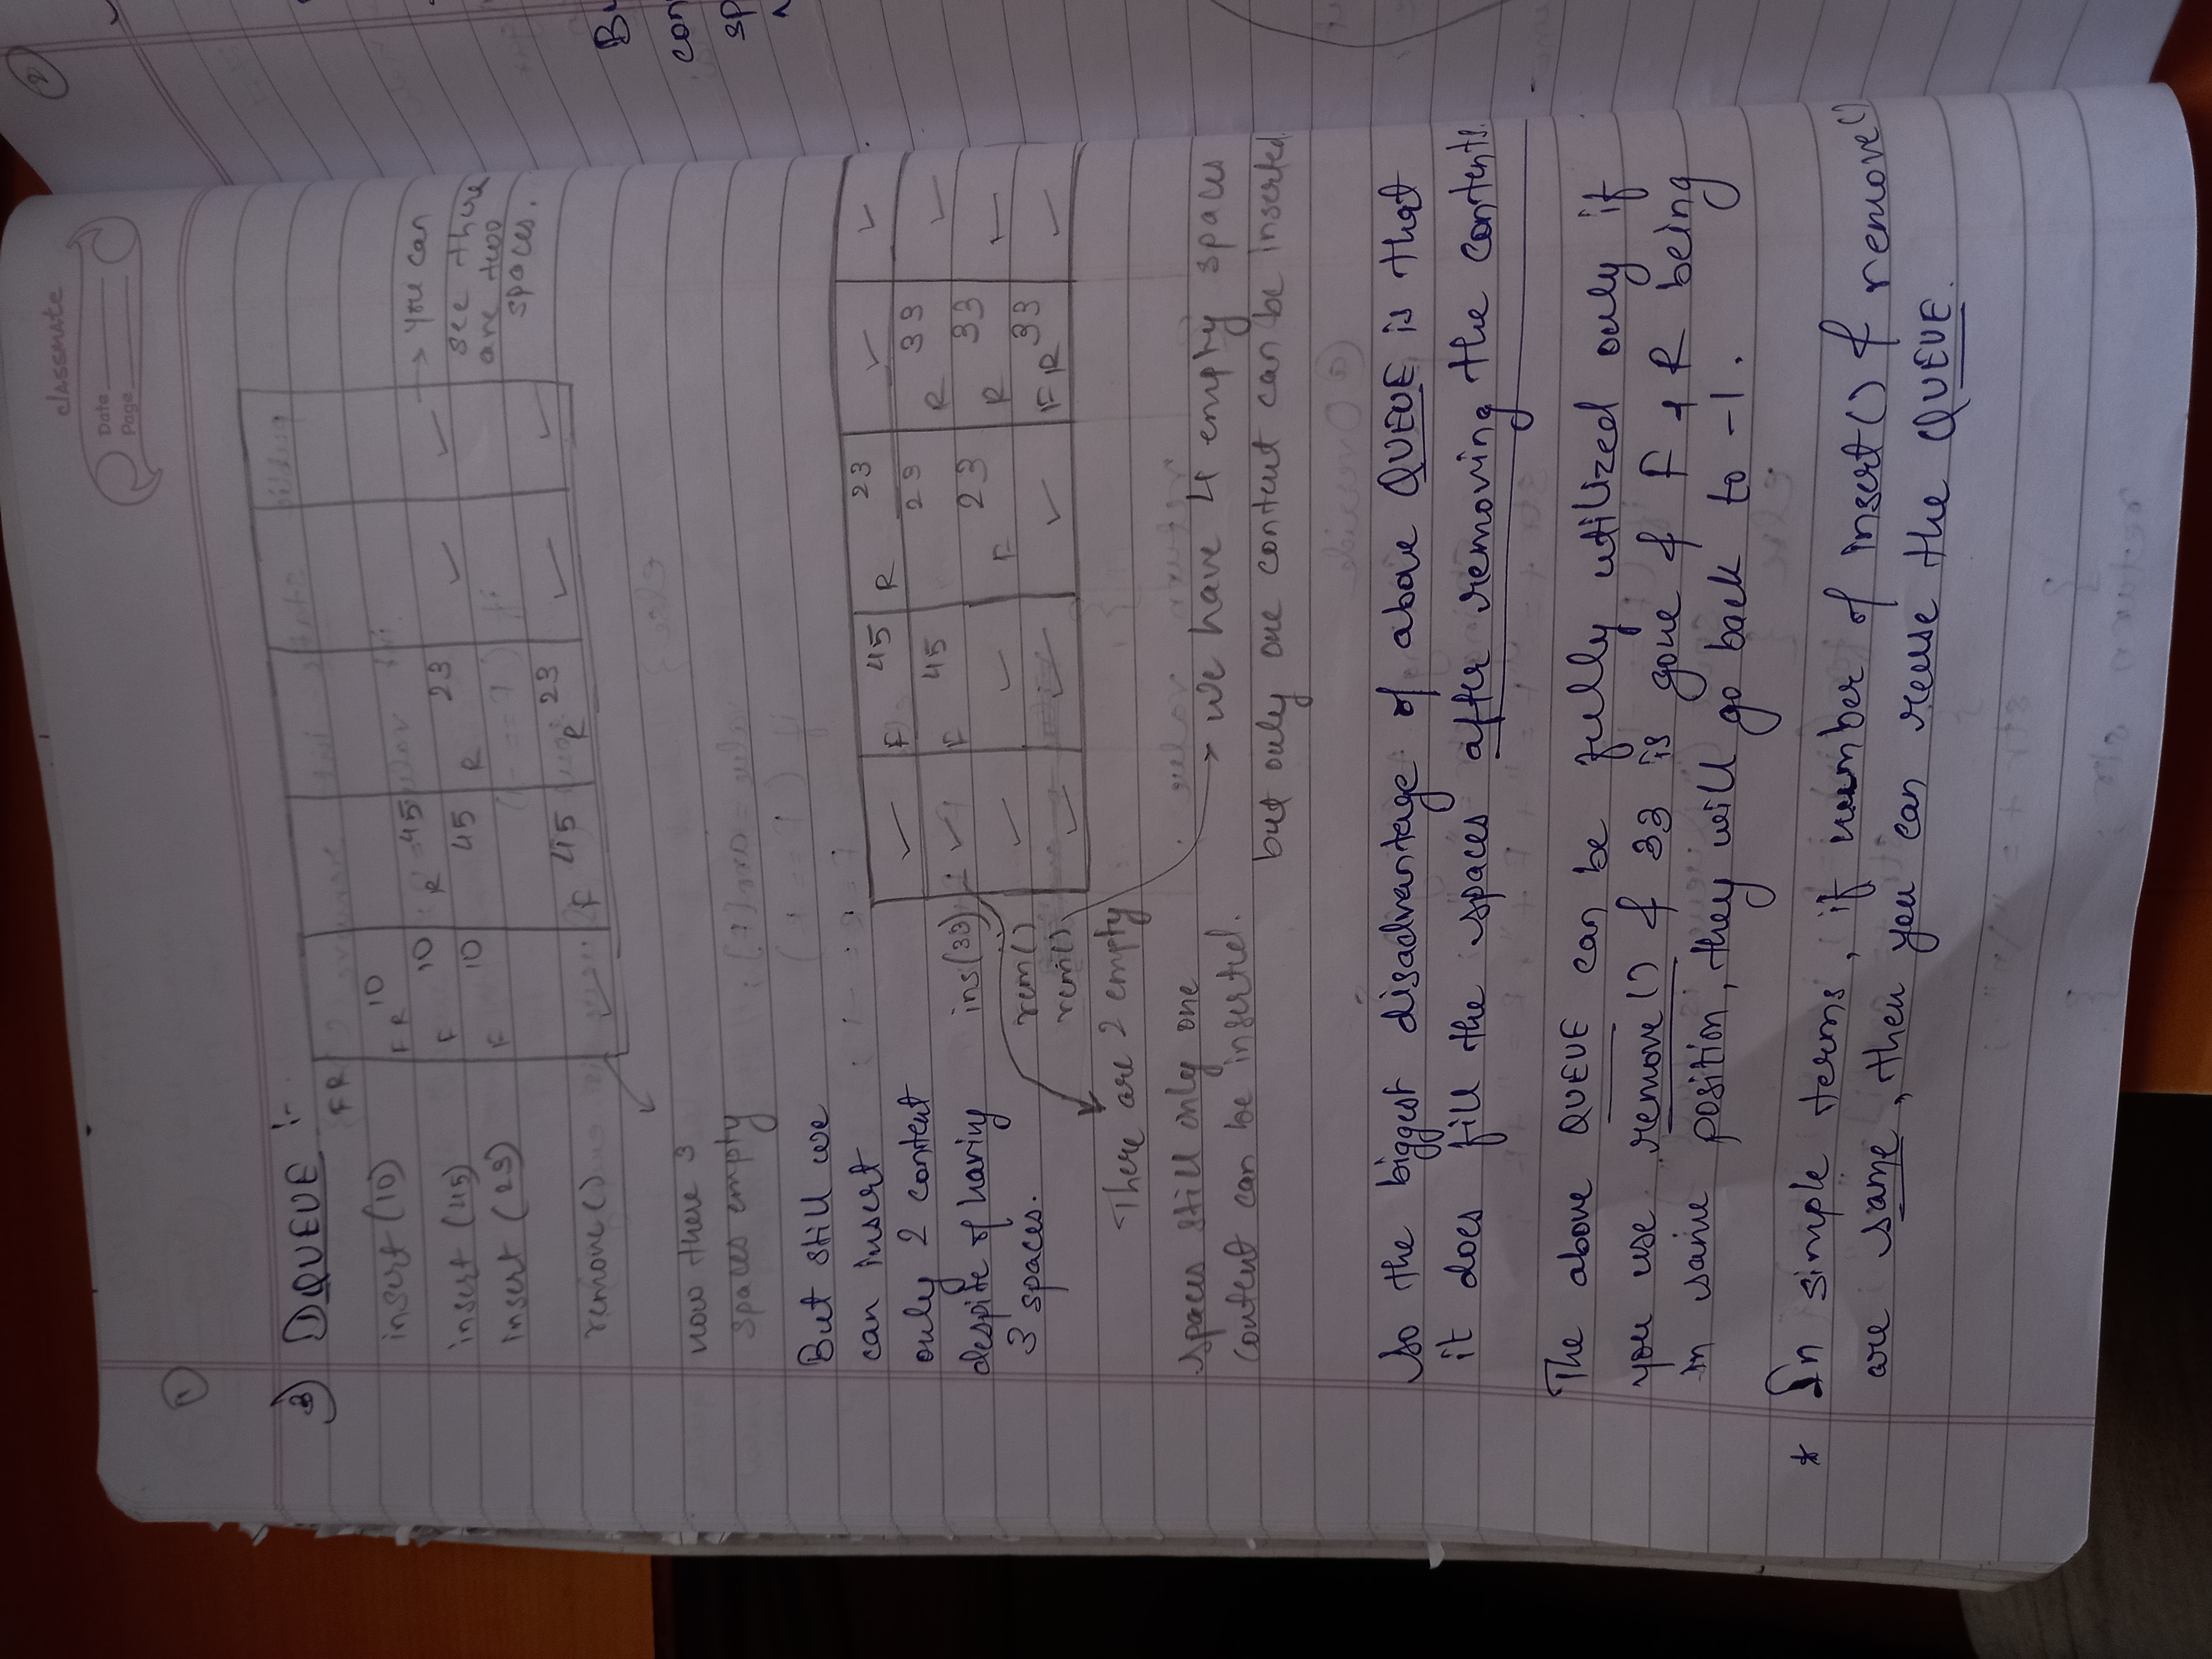 classmate
Date
Page
1
2
3) DQUEUE :-
FR
insert (10) FR 10
insert (45) F 10 R 45
insert (23) F 10 45 R 23 ✓ ✓ → you can
see there
are two
spaces.
remove() ✓ F 45 R 23 ✓ ✓
now there 3
spaces empty
But still we
can insert
only 2 content
despite of having
3 spaces.
✓ F 45 R 23 ✓ ✓
ins(33) :- ✓ F 45 23 R 33 ✓
rem() ✓ ✓ F 23 R 33 ✓
rem() ✓ ✓ ✓ FR 33 ✓
There are 2 empty
spaces still only one
content can be inserted.
→ we have 4 empty spaces
but only one content can be inserted.
So the biggest disadvantage of above QUEUE is that
it does fill the spaces after removing the contents.
The above QUEUE can be fully utilized only if
you use remove() & 33 is gone & F & R being
in same position, they will go back to -1.
* In simple terms, if number of insert() & remove()
are same, then you can reuse the QUEUE.
Bu
con
sp